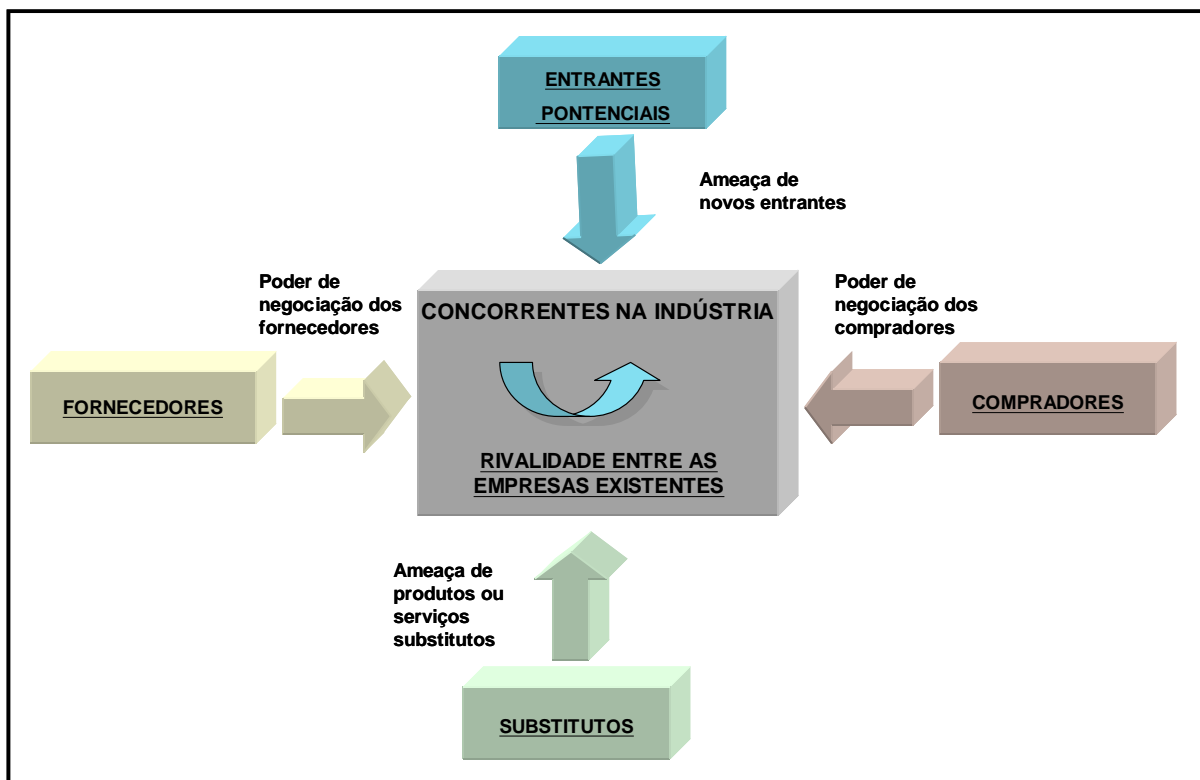 ENTRANTES
PONTENCIAIS
Ameaça de
novos entrantes
Poder de
negociação dos
fornecedores
CONCORRENTES NA INDÚSTRIA
Poder de
negociação dos
compradores
FORNECEDORES
COMPRADORES
RIVALIDADE ENTRE AS
EMPRESAS EXISTENTES
Ameaça de
produtos ou
serviços
substitutos
SUBSTITUTOS